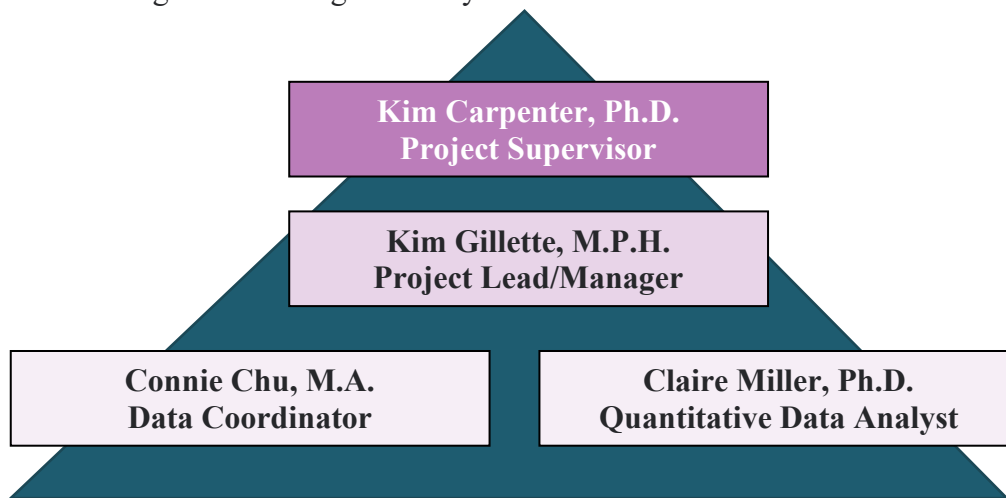 Kim Carpenter, Ph.D.
Project Supervisor
Kim Gillette, M.P.H.
Project Lead/Manager
Connie Chu, M.A.
Data Coordinator
Claire Miller, Ph.D.
Quantitative Data Analyst